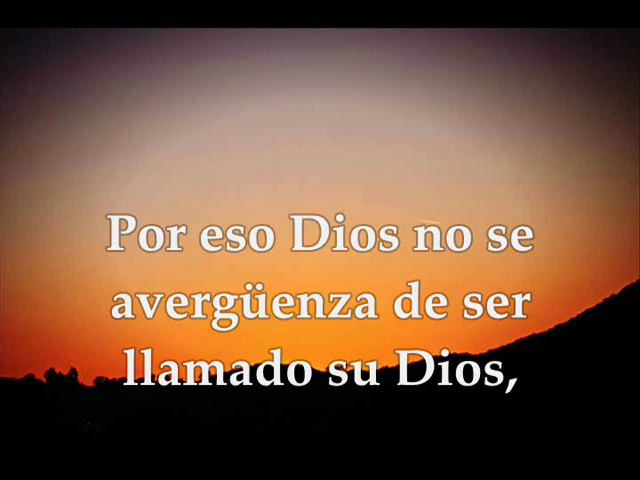 Por eso Dios no se
avergüenza de ser
llamado su Dios,